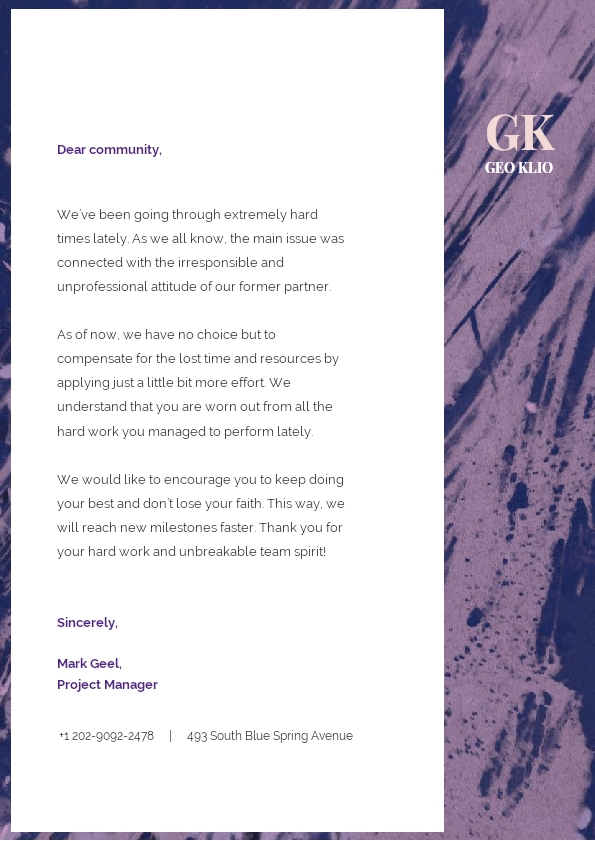 GK
GEO KLIO
Dear community,
We've been going through extremely hard
times lately. As we all know, the main issue was
connected with the irresponsible and
unprofessional attitude of our former partner.
As of now, we have no choice but to
compensate for the lost time and resources by
applying just a little bit more effort. We
understand that you are worn out from all the
hard work you managed to perform lately.
We would like to encourage you to keep doing
your best and don't lose your faith. This way, we
will reach new milestones faster. Thank you for
your hard work and unbreakable team spirit!
Sincerely,
Mark Geel,
Project Manager
+1 202-9092-2478 | 493 South Blue Spring Avenue